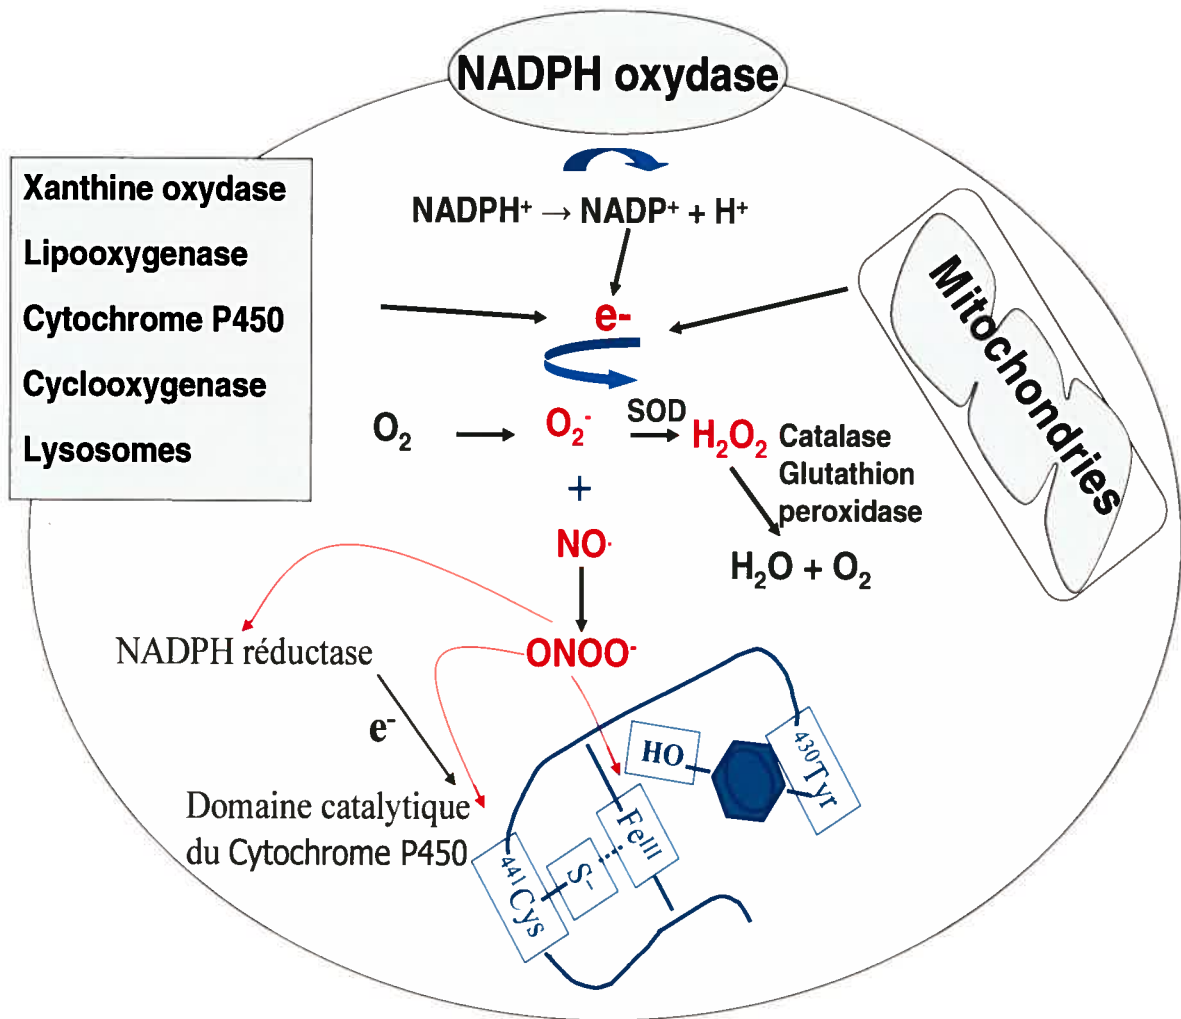 NADPH oxydase
Xanthine oxydase
Lipooxygenase
Cytochrome P450
Cyclooxygenase
Lysosomes
NADPH⁺ → NADP⁺ + H⁺
e-
Mitochondries
O₂ → O₂⁻ SOD → H₂O₂ Catalase
Glutathion
peroxidase
+
NO·
H₂O + O₂
ONOO⁻
NADPH réductase
e⁻
Domaine catalytique
du Cytochrome P450
HO
⁴³⁰Tyr
Feᴵᴵᴵ
S⁻
⁴⁴¹Cys